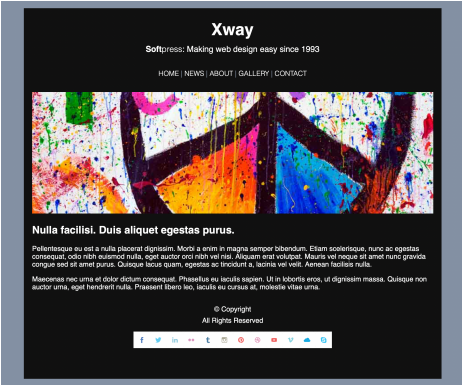 Xway
Softpress: Making web design easy since 1993
HOME | NEWS | ABOUT | GALLERY | CONTACT
Nulla facilisi. Duis aliquet egestas purus.
Pellentesque eu est a nulla placerat dignissim. Morbi a enim in magna semper bibendum. Etiam scelerisque, nunc ac egestas
consequat, odio nibh euismod nulla, eget auctor orci nibh vel nisi. Aliquam erat volutpat. Mauris vel neque sit amet nunc gravida
congue sed sit amet purus. Quisque lacus quam, egestas ac tincidunt a, lacinia vel velit. Aenean facilisis nulla.
Maecenas nec urna et dolor dictum consequat. Phasellus eu iaculis sapien. Ut in lobortis eros, ut dignissim massa. Quisque non
auctor urna, eget hendrerit nulla. Praesent libero leo, iaculis eu cursus at, molestie vitae urna.
© Copyright
All Rights Reserved